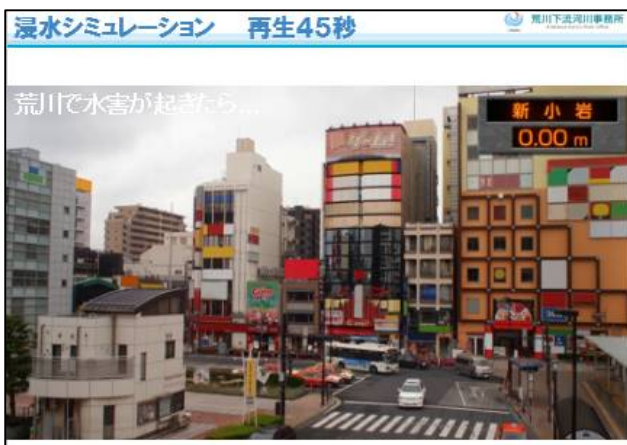 浸水シミュレーション 再生45秒
荒川下流河川事務所
荒川で水害が起きたら...
新小岩
0.00 m